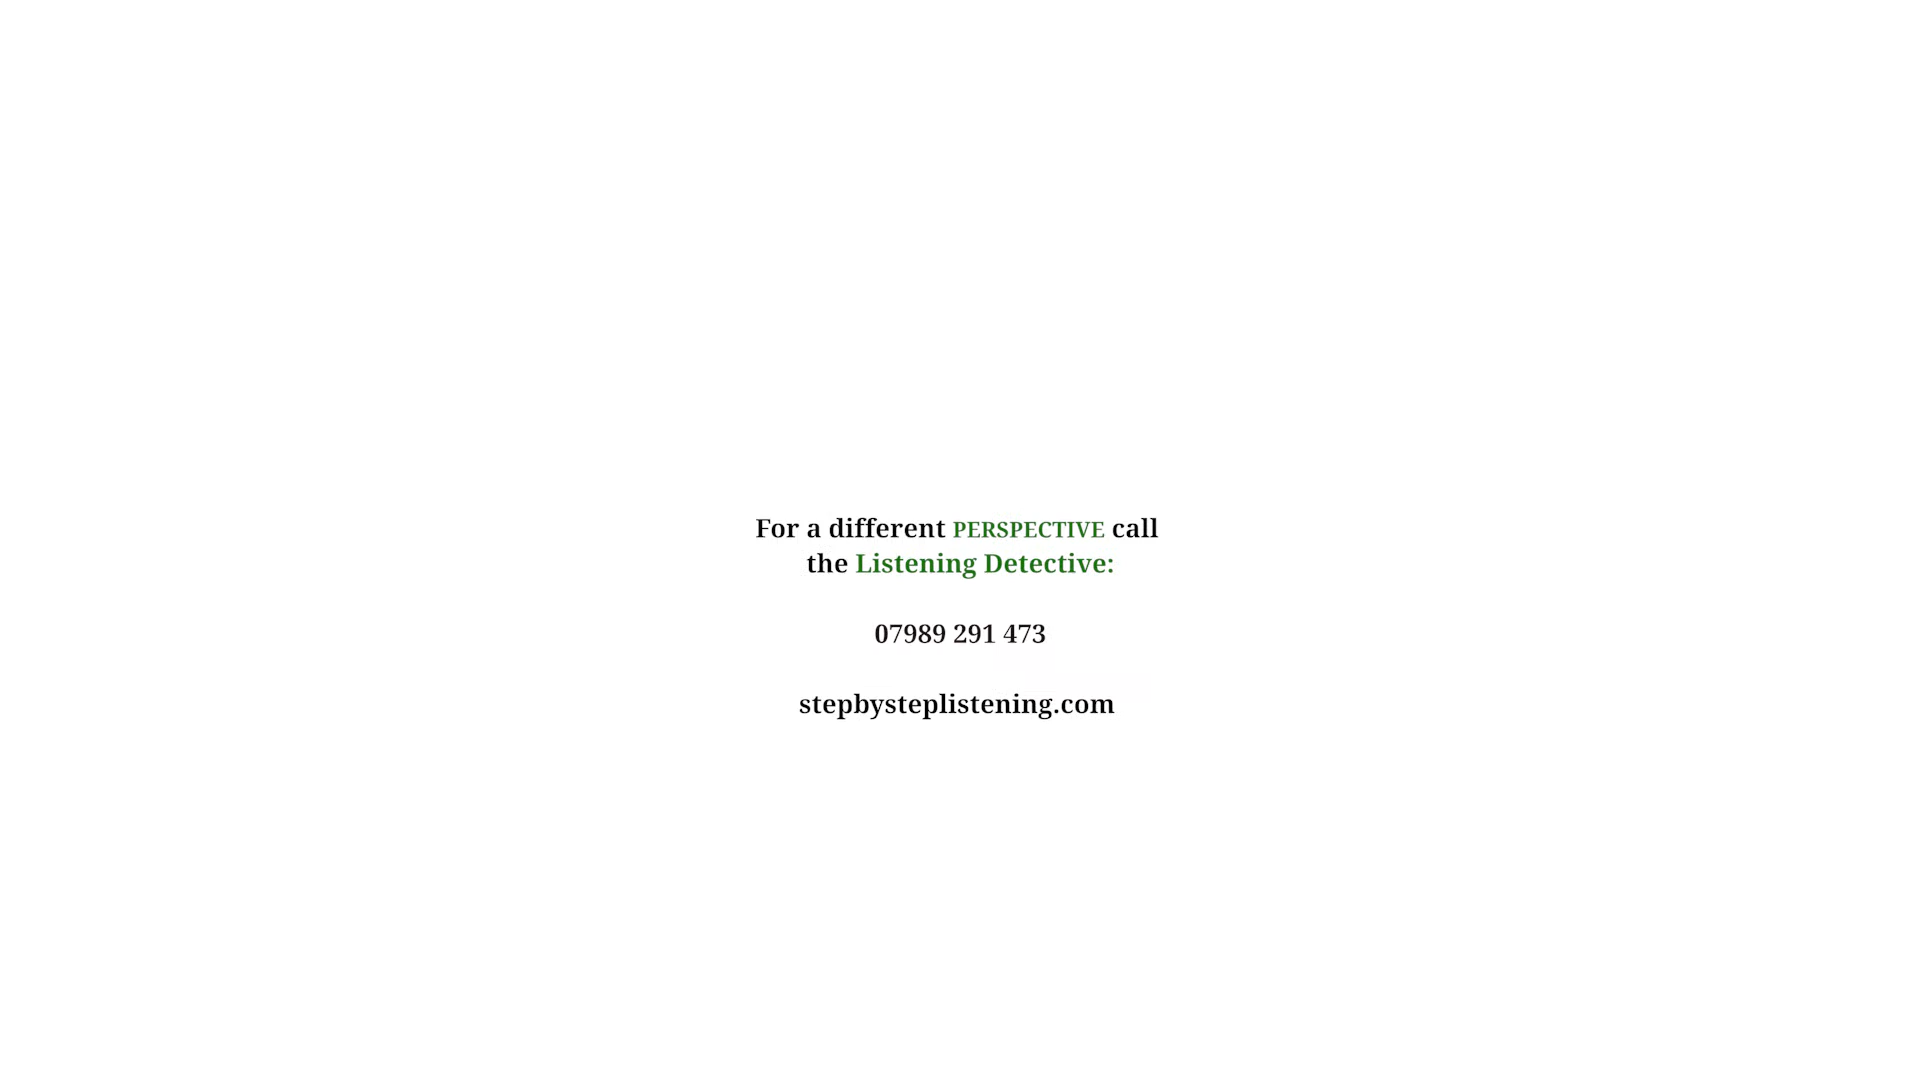 For a different PERSPECTIVE call
the Listening Detective:
07989 291 473
stepbysteplistening.com